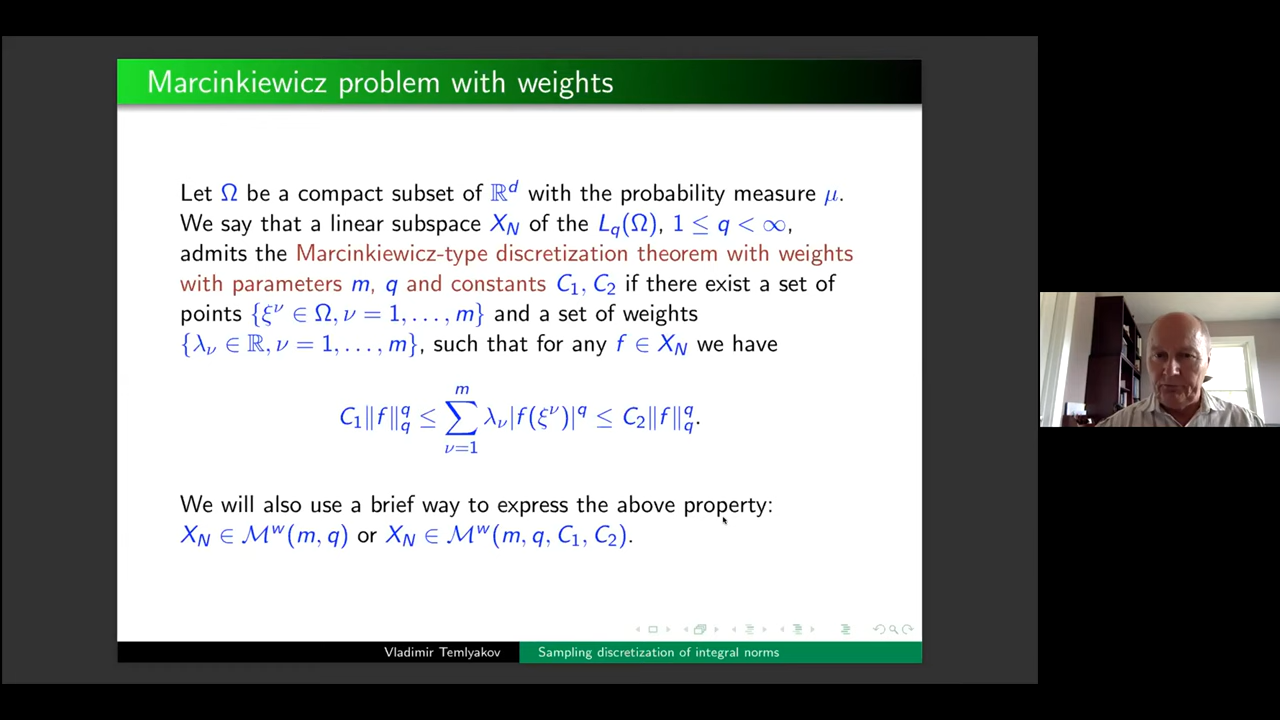 Marcinkiewicz problem with weights
Let Ω be a compact subset of ℝ^d with the probability measure μ.
We say that a linear subspace X_N of the L_q(Ω), 1 ≤ q < ∞,
admits the Marcinkiewicz-type discretization theorem with weights
with parameters m, q and constants C_1, C_2 if there exist a set of
points {ξ^ν ∈ Ω, ν = 1, . . . , m} and a set of weights
{λ_ν ∈ ℝ, ν = 1, . . . , m}, such that for any f ∈ X_N we have
C_1‖f‖_q^q ≤ ∑_{ν=1}^{m} λ_ν|f(ξ^ν)|^q ≤ C_2‖f‖_q^q.
We will also use a brief way to express the above property:
X_N ∈ ℳ^w(m, q) or X_N ∈ ℳ^w(m, q, C_1, C_2).
Vladimir Temlyakov Sampling discretization of integral norms